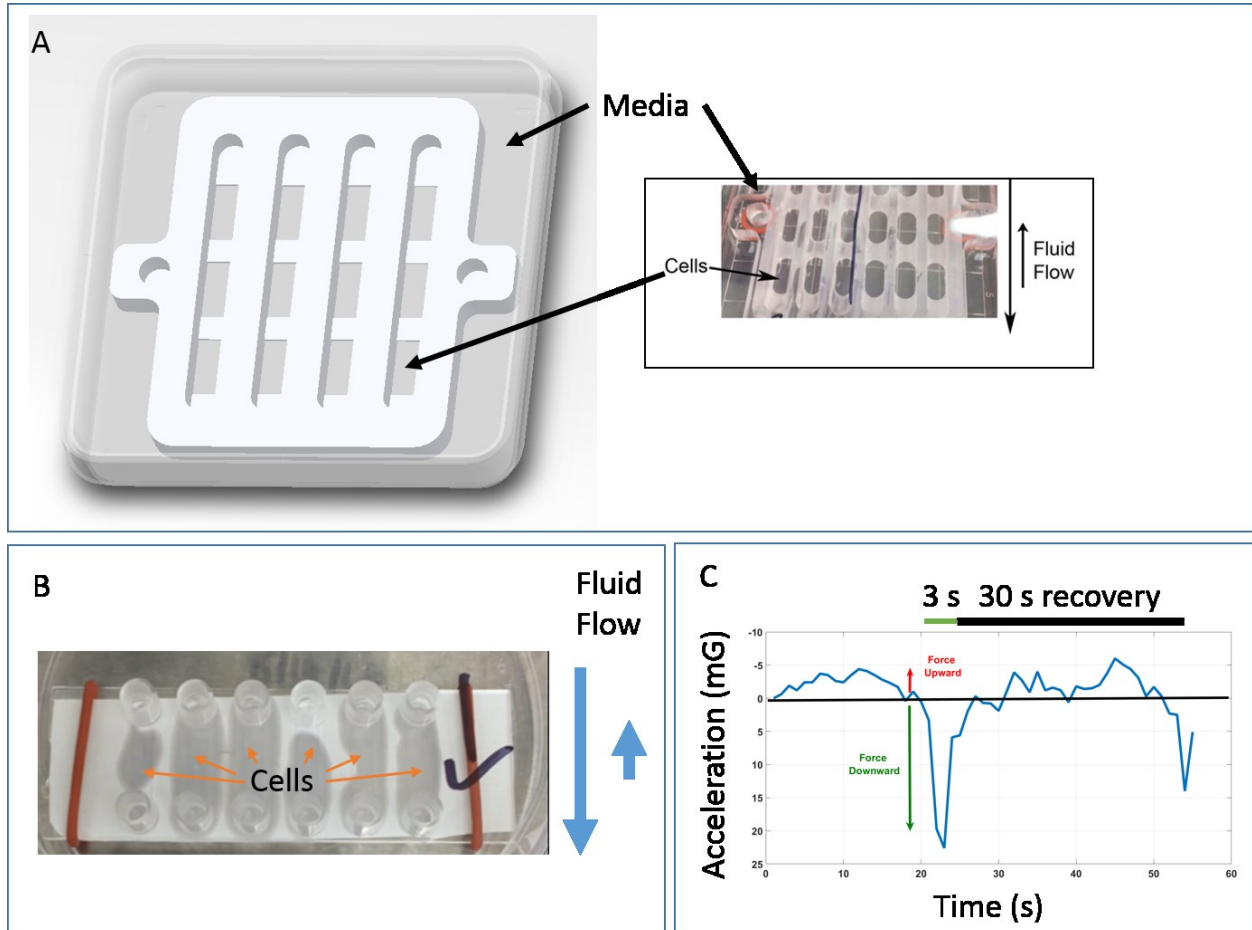 A
Media
Cells
Fluid
Flow
B
Fluid
Flow
Cells
C
3 s 30 s recovery
Acceleration (mG)
-10
-5
0
5
10
15
20
25
Force
Upward
Force
Downward
0 10 20 30 40 50 60
Time (s)